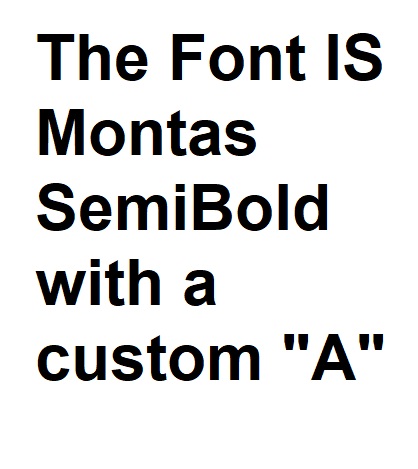 The Font IS
Montas
SemiBold
with a
custom "A"